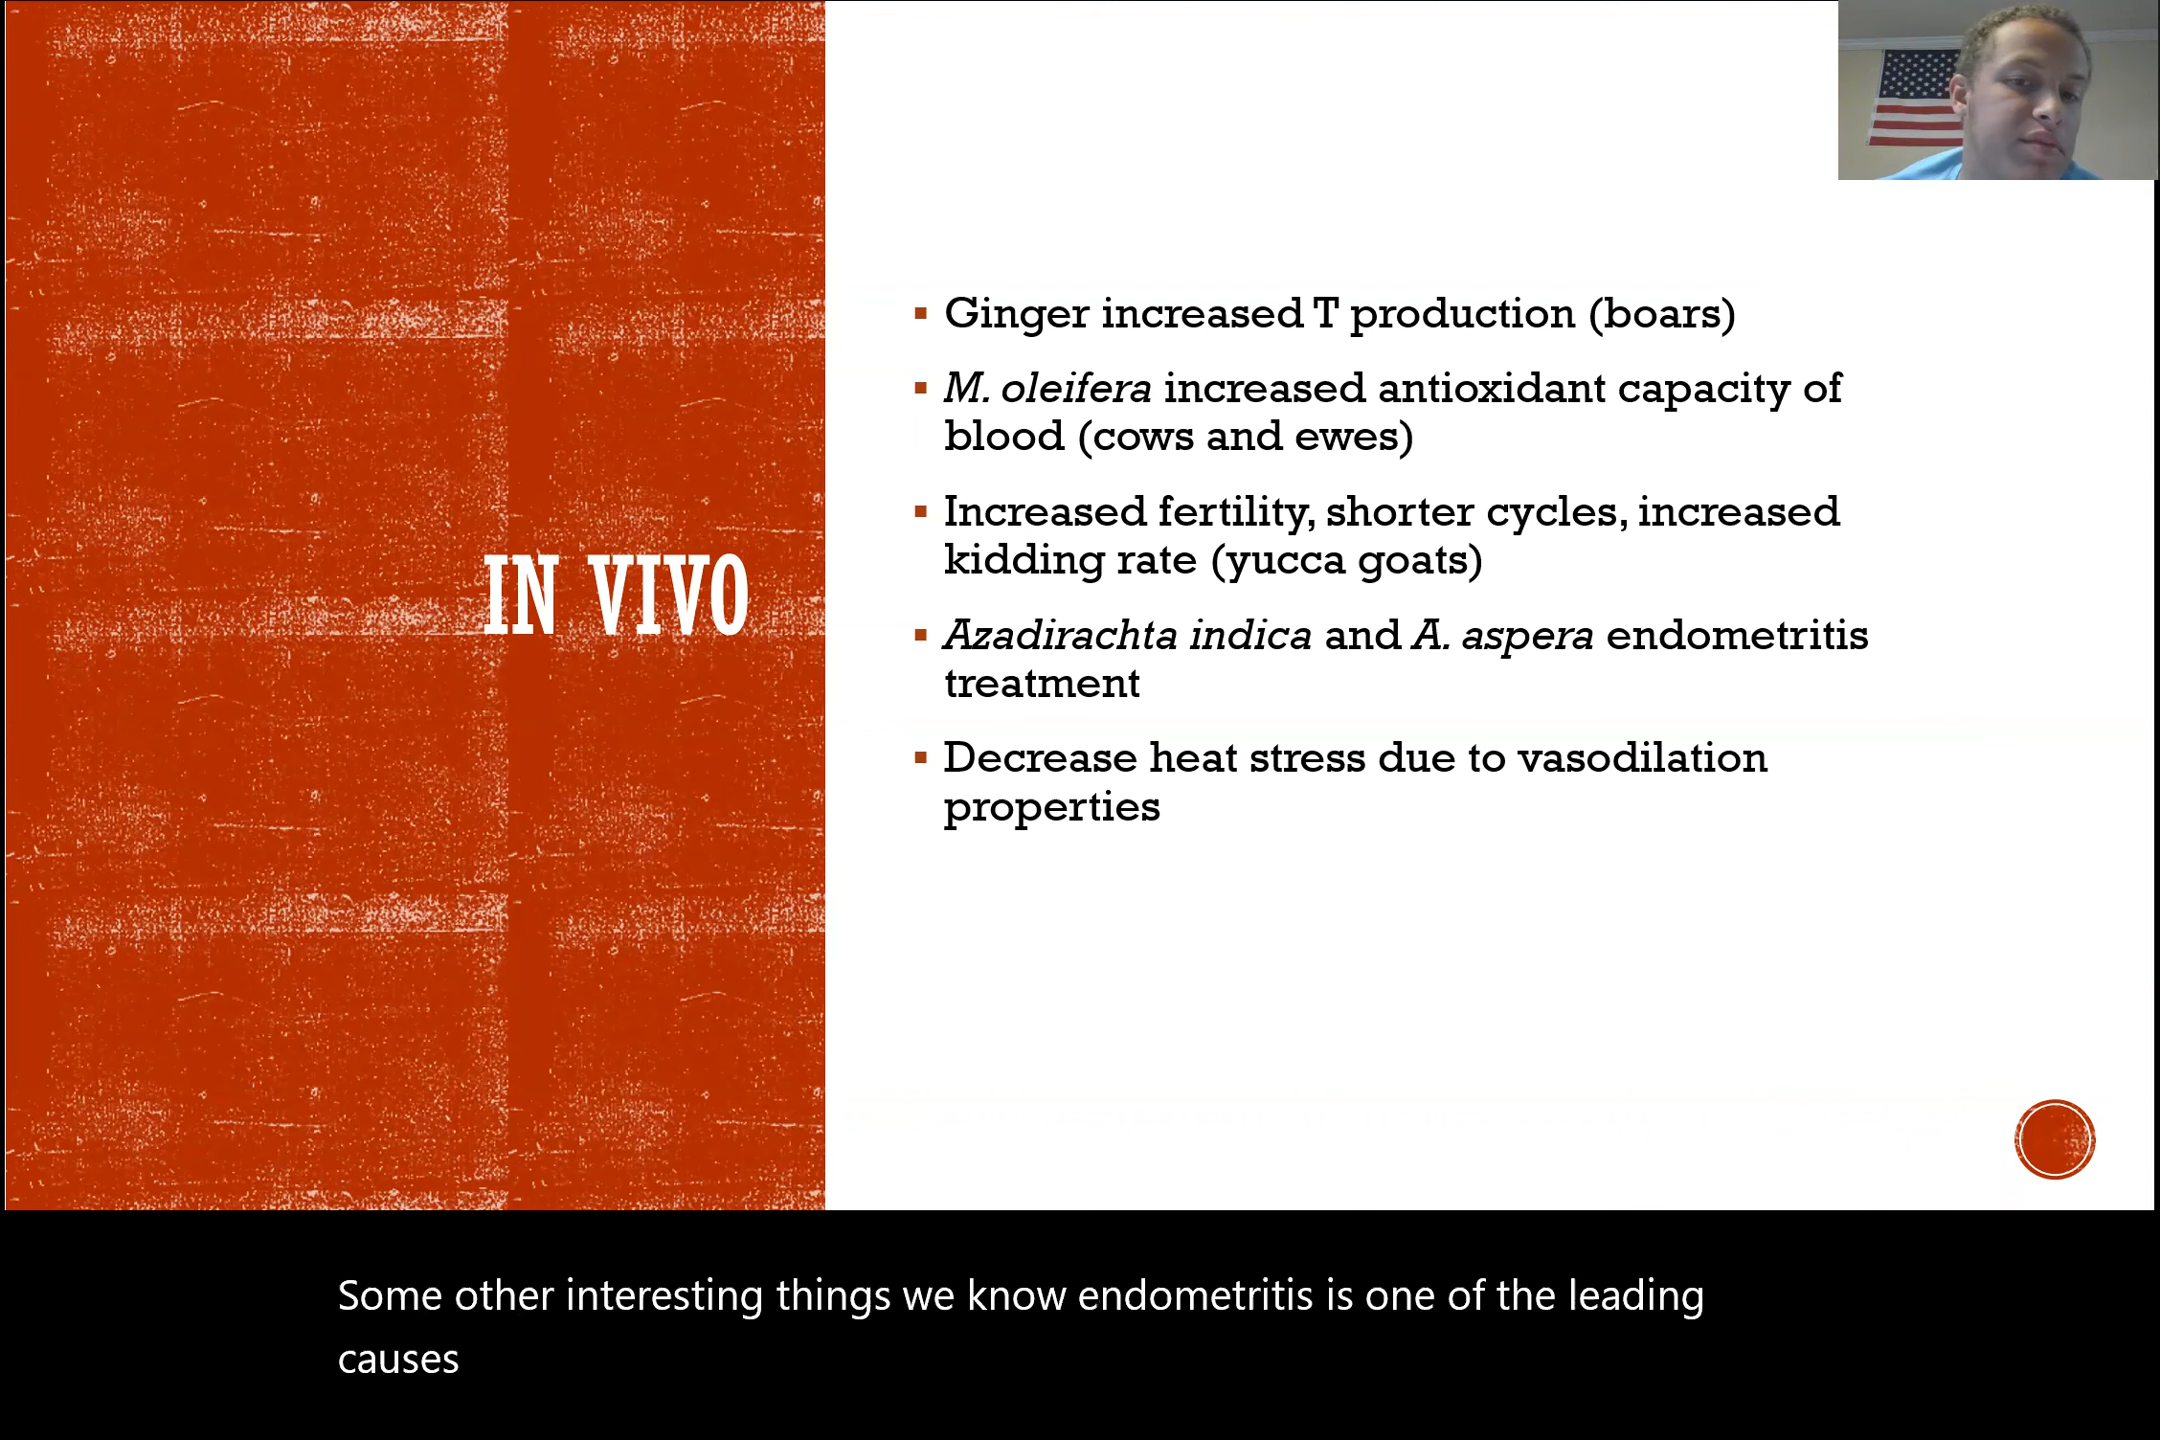 IN VIVO
▪ Ginger increased T production (boars)
▪ M. oleifera increased antioxidant capacity of
blood (cows and ewes)
▪ Increased fertility, shorter cycles, increased
kidding rate (yucca goats)
▪ Azadirachta indica and A. aspera endometritis
treatment
▪ Decrease heat stress due to vasodilation
properties
Some other interesting things we know endometritis is one of the leading
causes